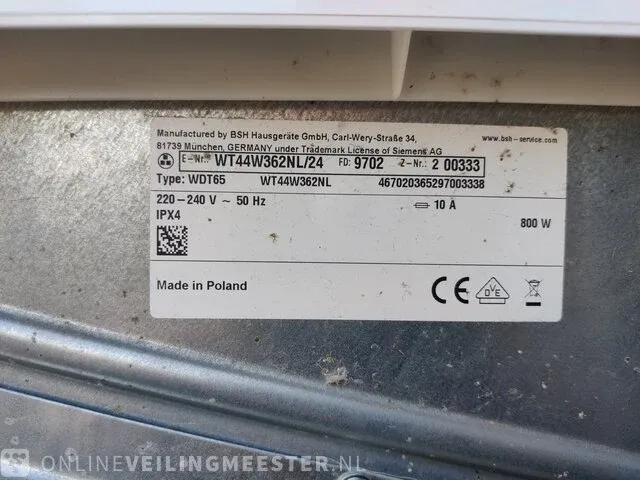 Manufactured by BSH Hausgeräte GmbH, Carl-Wery-Straße 34, www.bsh-service.com
81739 München, GERMANY under Trademark License of Siemens AG
E-Nr. WT44W362NL/24 FD: 9702 Z-Nr. 2 00333
Type: WDT65 WT44W362NL 467020365297003338
220-240 V ~ 50 Hz 10 A
IPX4 800 W
Made in Poland CE DVE
ONLINEVEILINGMEESTER.NL